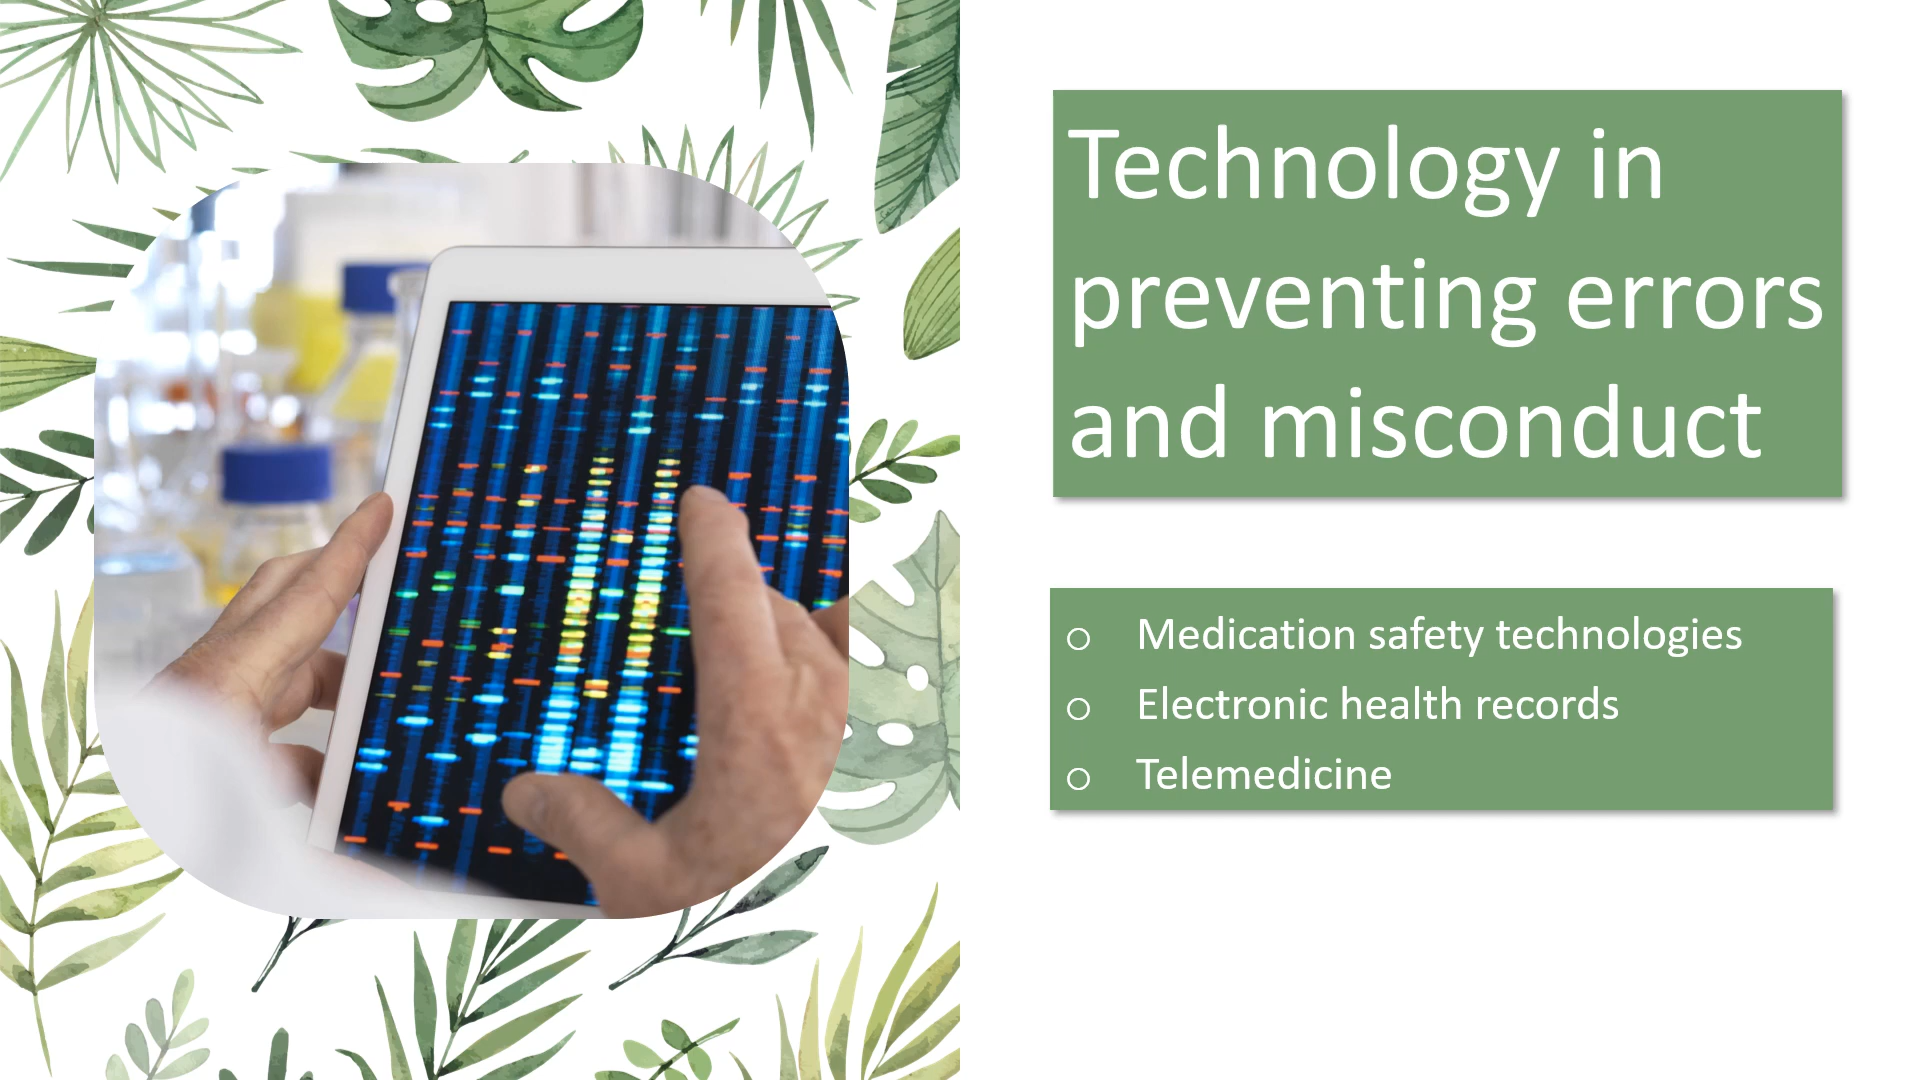 Technology in
preventing errors
and misconduct
Medication safety technologies
Electronic health records
Telemedicine